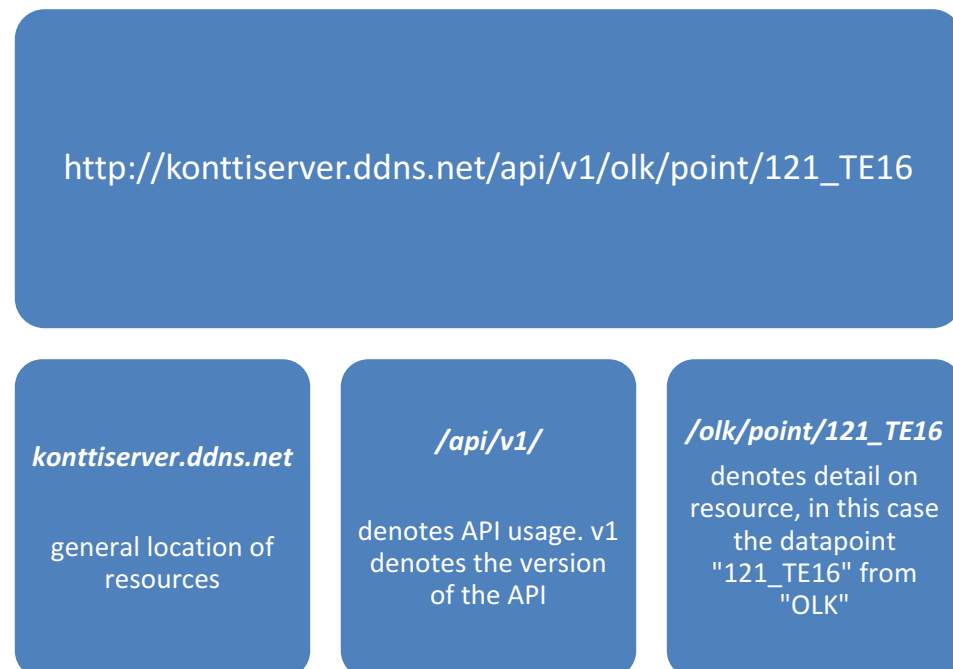 http://konttiserver.ddns.net/api/v1/olk/point/121_TE16
konttiserver.ddns.net
general location of
resources
/api/v1/
denotes API usage. v1
denotes the version
of the API
/olk/point/121_TE16
denotes detail on
resource, in this case
the datapoint
"121_TE16" from
"OLK"